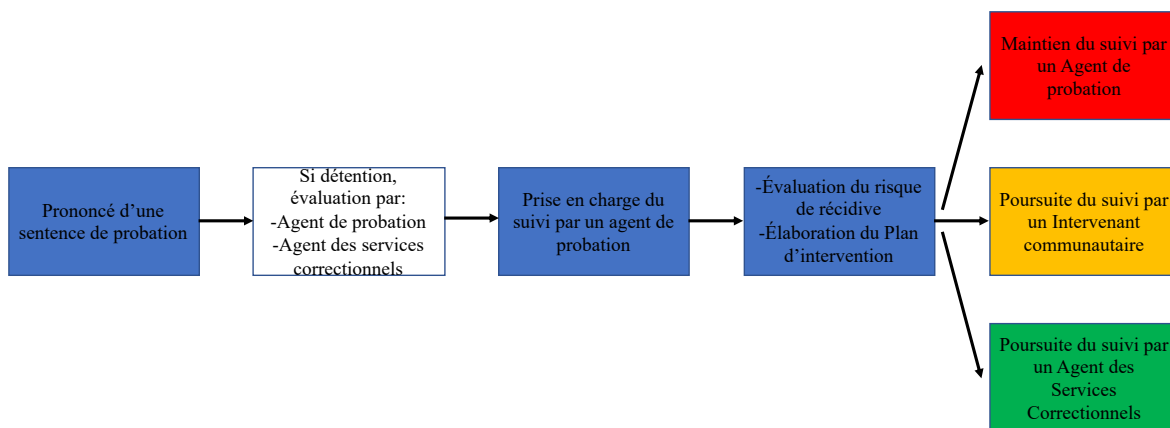 Prononcé d’une
sentence de probation
Si détention,
évaluation par:
-Agent de probation
-Agent des services
correctionnels
Prise en charge du
suivi par un agent de
probation
-Évaluation du risque
de récidive
-Élaboration du Plan
d’intervention
Maintien du suivi par
un Agent de
probation
Poursuite du suivi par
un Intervenant
communautaire
Poursuite du suivi par
un Agent des
Services
Correctionnels